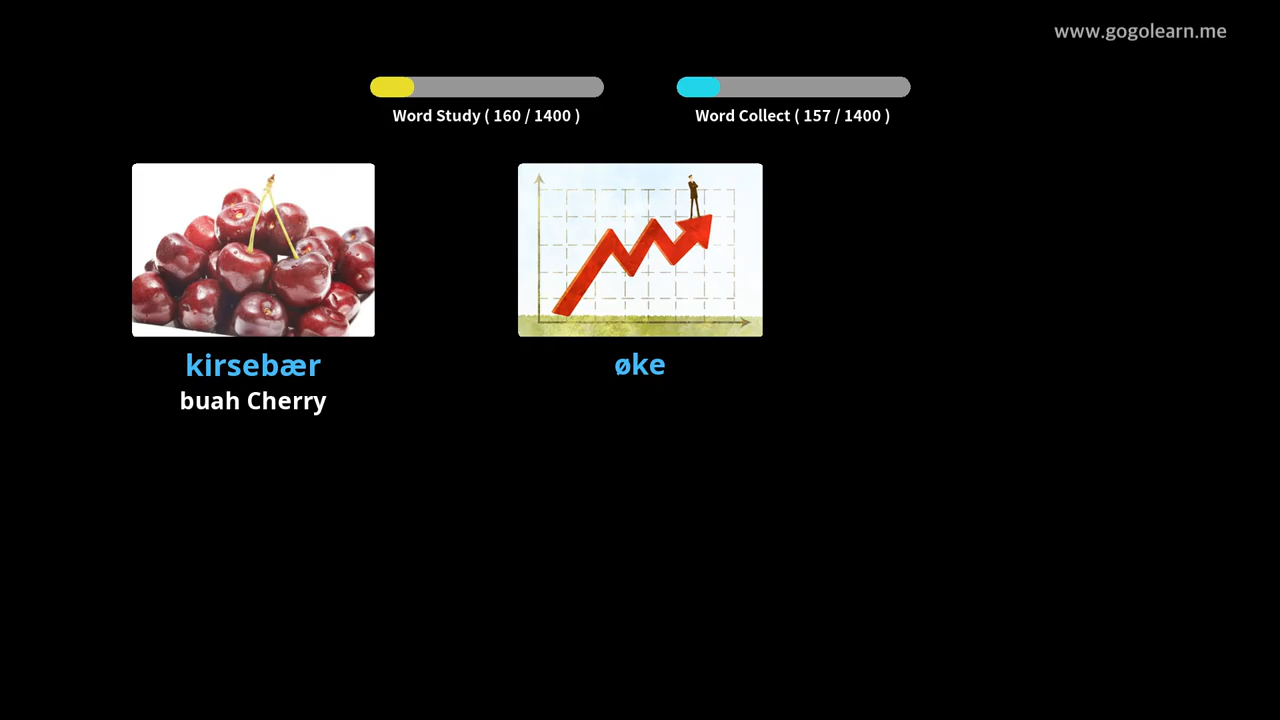 www.gogolearn.me
Word Study ( 160 / 1400 )
Word Collect ( 157 / 1400 )
kirsebær
buah Cherry
øke